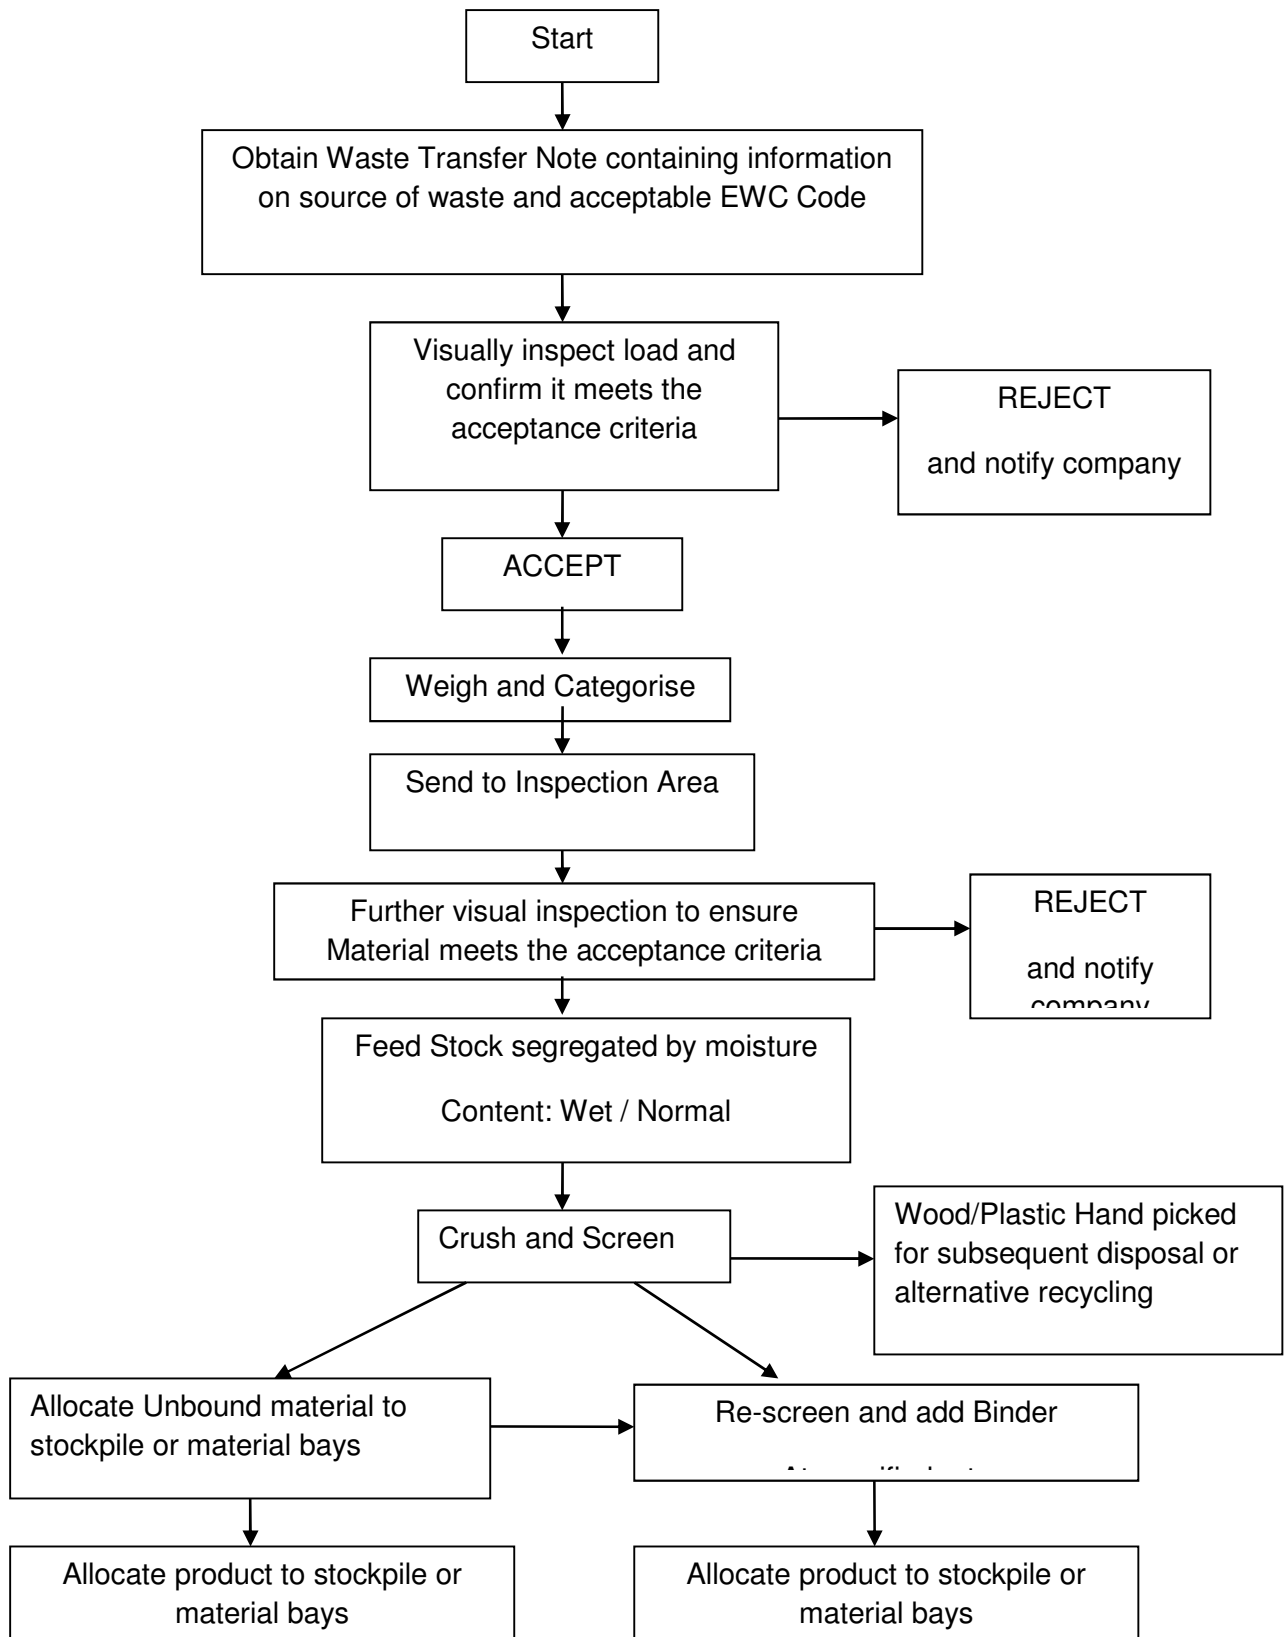 Start
Obtain Waste Transfer Note containing information
on source of waste and acceptable EWC Code
Visually inspect load and
confirm it meets the
acceptance criteria
REJECT
and notify company
ACCEPT
Weigh and Categorise
Send to Inspection Area
Further visual inspection to ensure
Material meets the acceptance criteria
REJECT
and notify
company
Feed Stock segregated by moisture
Content: Wet / Normal
Crush and Screen
Wood/Plastic Hand picked
for subsequent disposal or
alternative recycling
Allocate Unbound material to
stockpile or material bays
Re-screen and add Binder
Allocate product to stockpile or
material bays
Allocate product to stockpile or
material bays